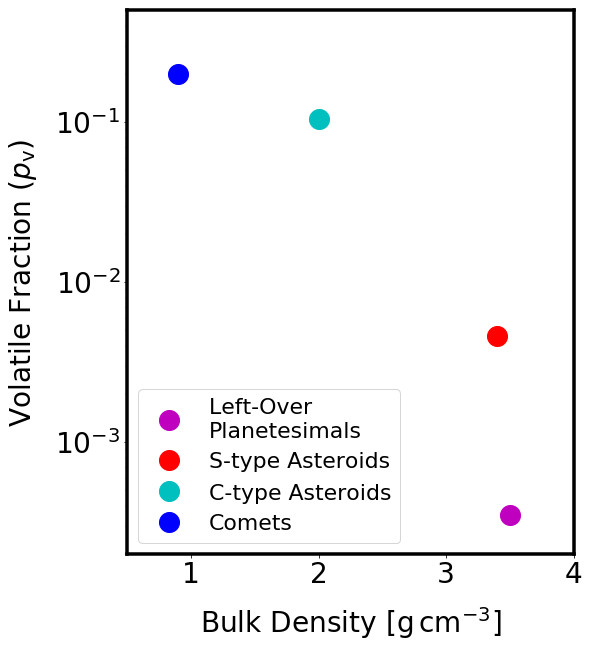 Volatile Fraction (pᵥ)
10⁻¹
10⁻²
10⁻³
Left-Over
Planetesimals
S-type Asteroids
C-type Asteroids
Comets
1 2 3 4
Bulk Density [g cm⁻³]